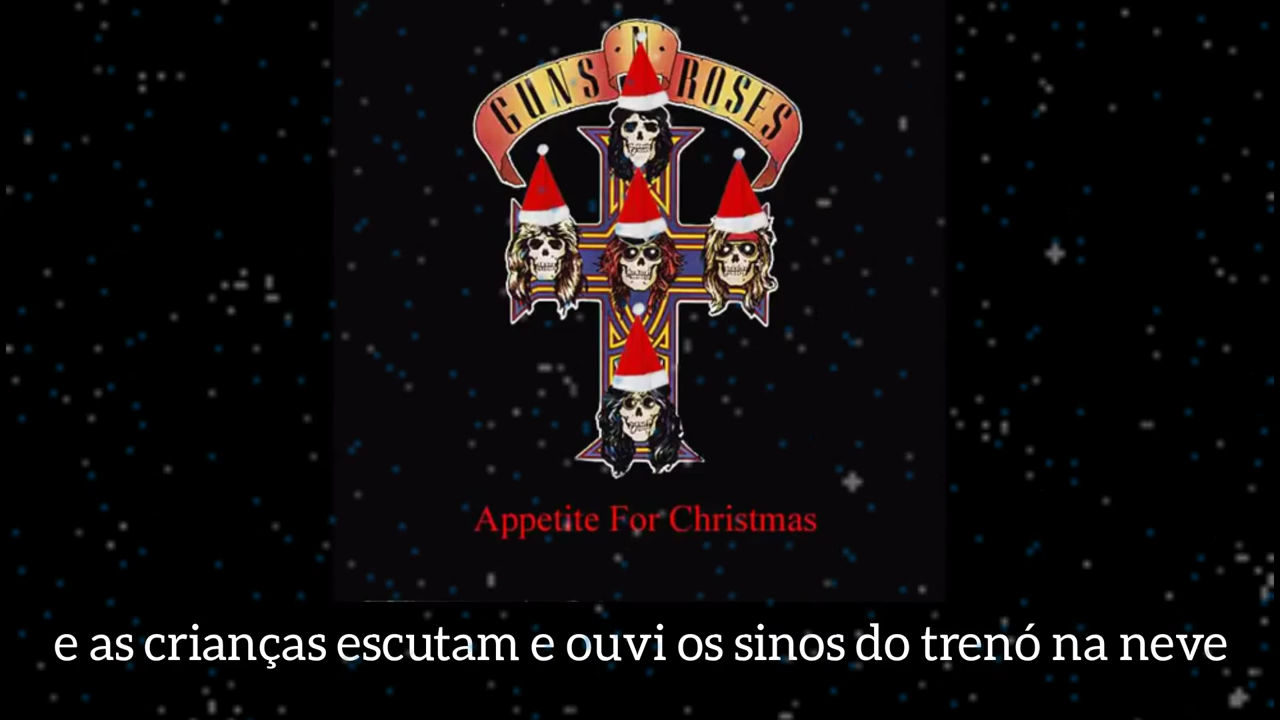 GUNS N ROSES
Appetite For Christmas
e as crianças escutam e ouvi os sinos do trenó na neve